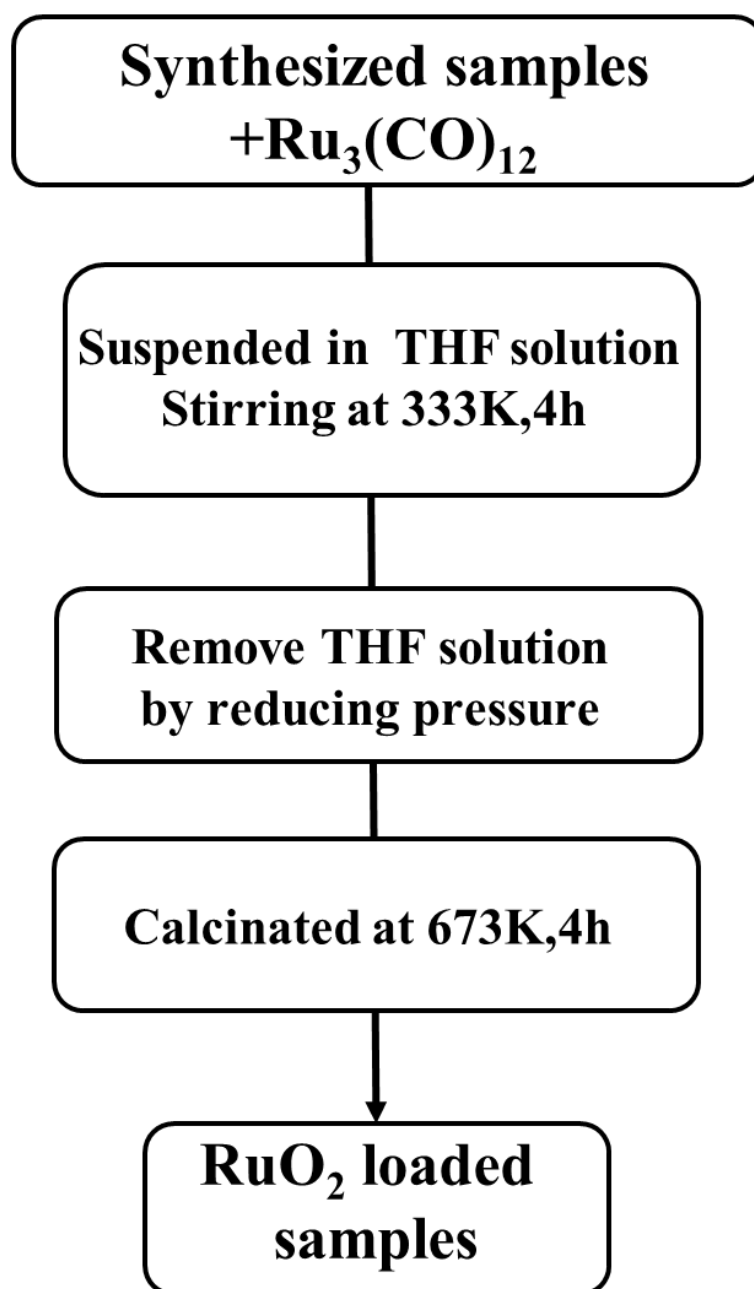 Synthesized samples
+Ru₃(CO)₁₂
Suspended in THF solution
Stirring at 333K,4h
Remove THF solution
by reducing pressure
Calcinated at 673K,4h
RuO₂ loaded
samples